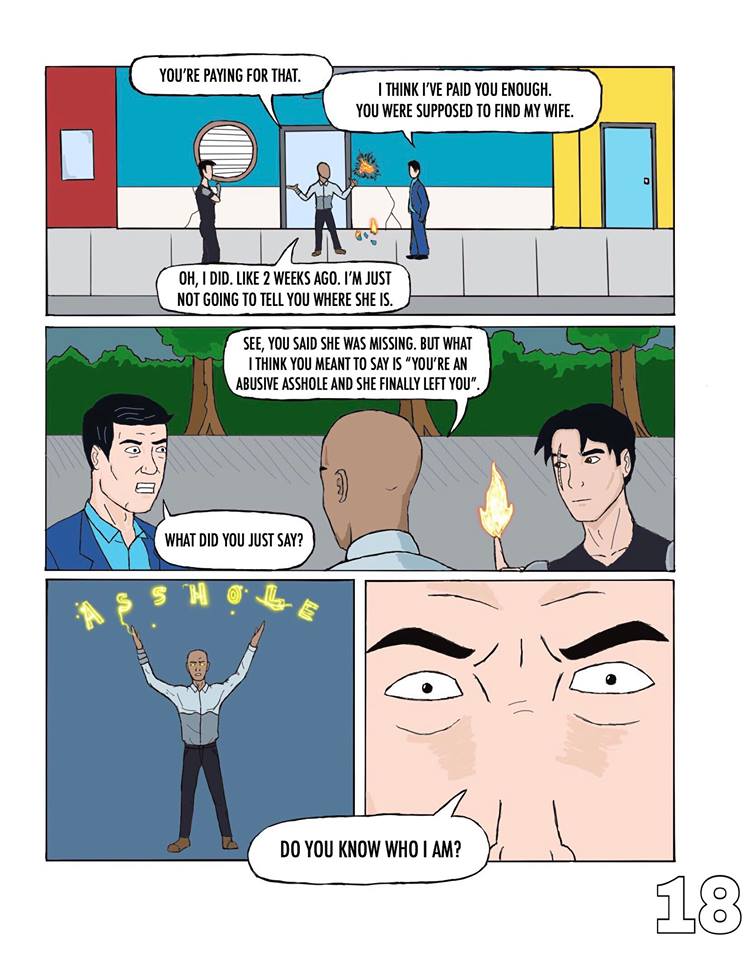 YOU'RE PAYING FOR THAT.
I THINK I'VE PAID YOU ENOUGH.
YOU WERE SUPPOSED TO FIND MY WIFE.
OH, I DID. LIKE 2 WEEKS AGO. I'M JUST
NOT GOING TO TELL YOU WHERE SHE IS.
SEE, YOU SAID SHE WAS MISSING. BUT WHAT
I THINK YOU MEANT TO SAY IS "YOU'RE AN
ABUSIVE ASSHOLE AND SHE FINALLY LEFT YOU".
WHAT DID YOU JUST SAY?
ASSHOLE
DO YOU KNOW WHO I AM?
18